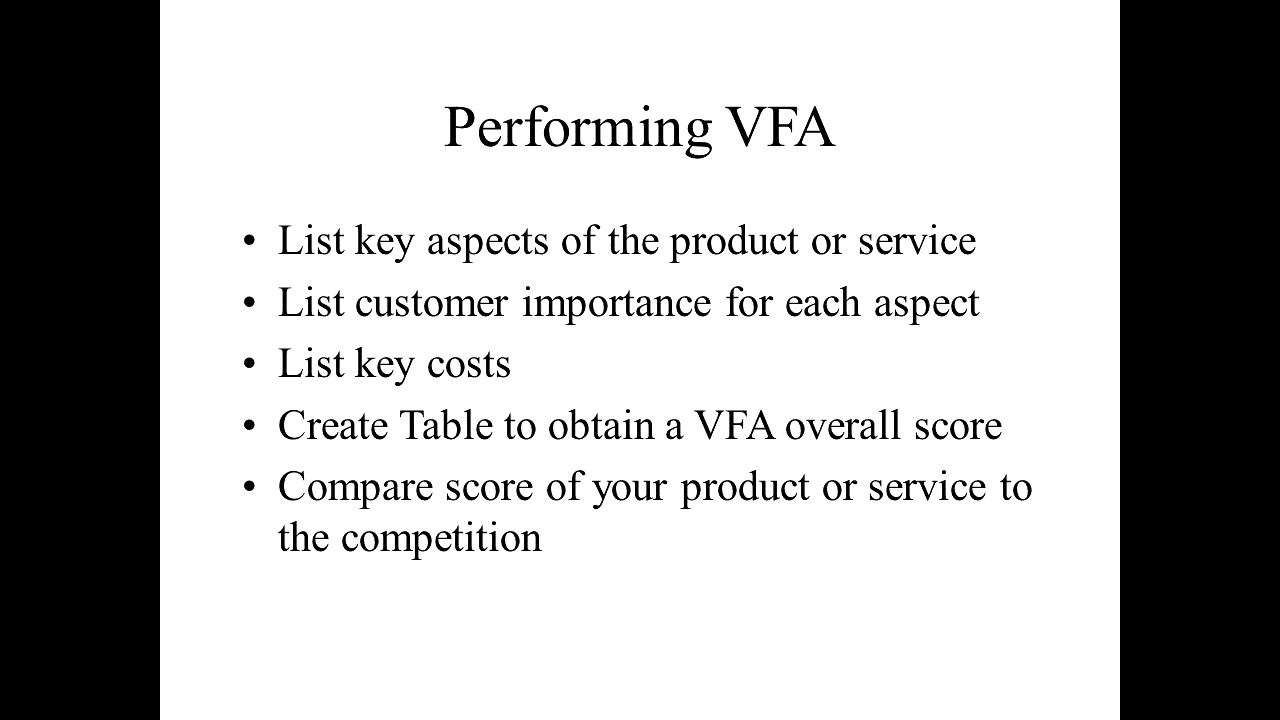 Performing VFA
• List key aspects of the product or service
• List customer importance for each aspect
• List key costs
• Create Table to obtain a VFA overall score
• Compare score of your product or service to
the competition